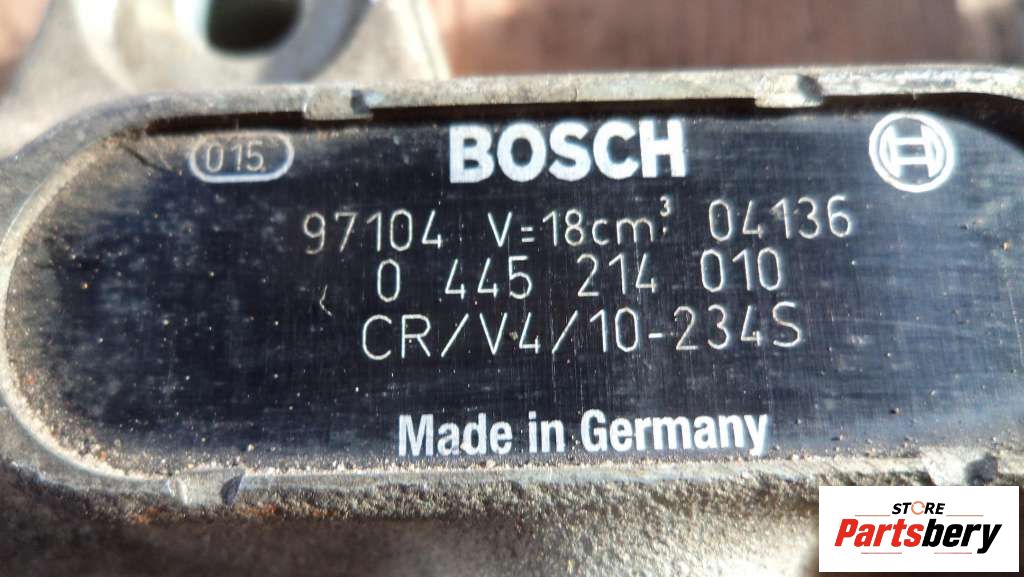 BOSCH
015.
97104 V=18cm³ 04136
0 445 214 010
CR/V4/10-234S
Made in Germany
STORE
Partsbery